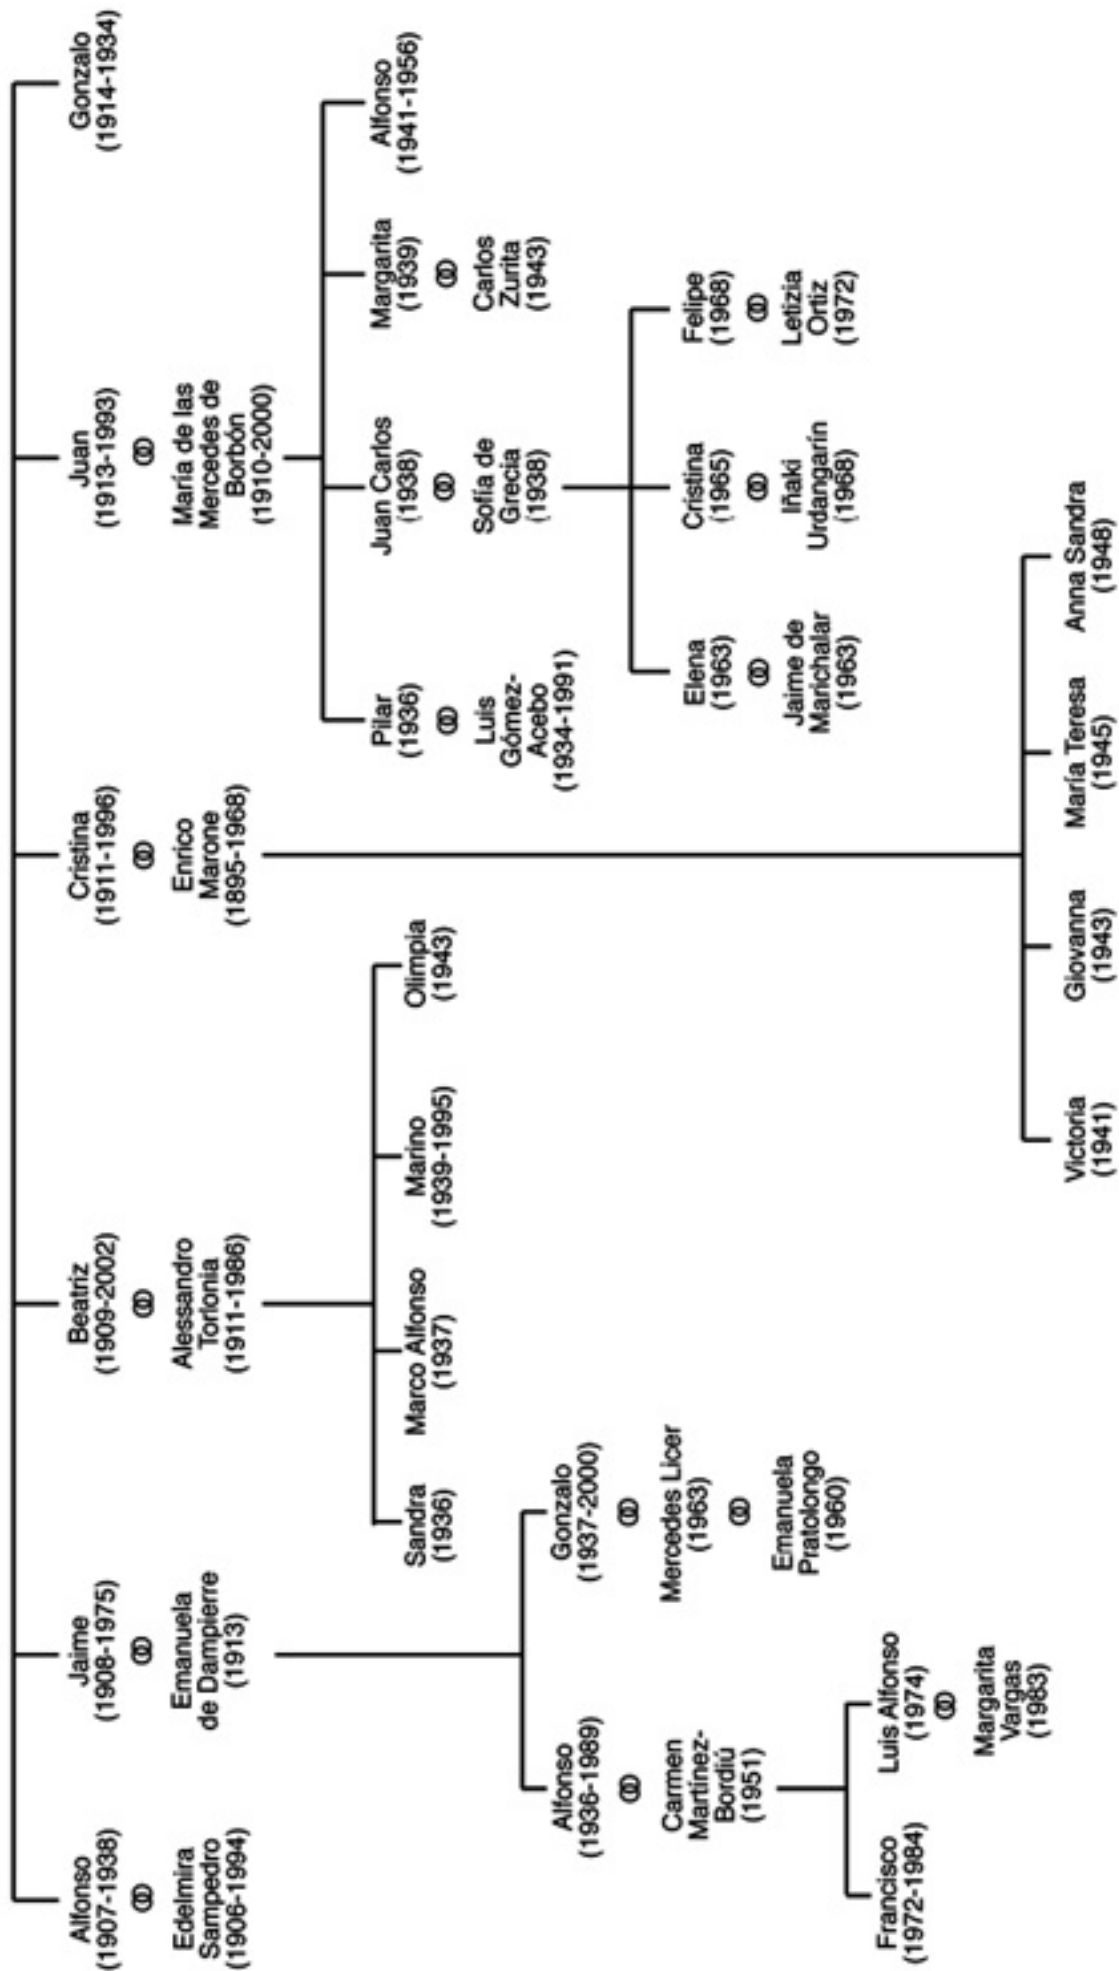 Alfonso
(1907-1938)
Edelmira
Sampedro
(1906-1994)
Jaime
(1908-1975)
Emanuela
de Dampierre
(1913)
Beatriz
(1909-2002)
Alessandro
Torlonia
(1911-1986)
Cristina
(1911-1996)
Enrico
Marone
(1895-1968)
Juan
(1913-1993)
María de las
Mercedes de
Borbón
(1910-2000)
Gonzalo
(1914-1934)
Sandra
(1936)
Marco Alfonso
(1937)
Marino
(1939-1995)
Olimpia
(1943)
Pilar
(1936)
Luis
Gómez-
Acebo
(1934-1991)
Juan Carlos
(1938)
Sofía de
Grecia
(1938)
Margarita
(1939)
Carlos
Zurita
(1943)
Alfonso
(1941-1956)
Alfonso
(1936-1989)
Carmen
Martínez-
Bordiú
(1951)
Gonzalo
(1937-2000)
Mercedes Licer
(1963)
Emanuela
Pratolongo
(1960)
Elena
(1963)
Jaime de
Marichalar
(1963)
Cristina
(1965)
Iñaki
Urdangarín
(1968)
Felipe
(1968)
Letizia
Ortiz
(1972)
Francisco
(1972-1984)
Luis Alfonso
(1974)
Margarita
Vargas
(1983)
Victoria
(1941)
Giovanna
(1943)
María Teresa
(1945)
Anna Sandra
(1948)